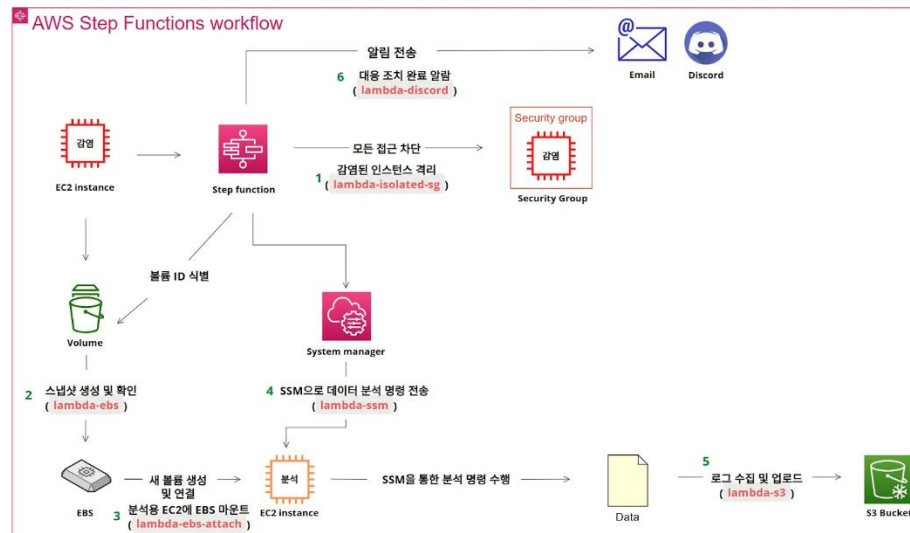 AWS Step Functions workflow
알림 전송
6 대응 조치 완료 알람
( lambda-discord )
@
Email
Discord
감염
EC2 instance
Step function
모든 접근 차단
1 감염된 인스턴스 격리
( lambda-isolated-sg )
Security group
감염
Security Group
볼륨 ID 식별
Volume
System manager
2 스냅샷 생성 및 확인
( lambda-ebs )
4 SSM으로 데이터 분석 명령 전송
( lambda-ssm )
EBS
새 볼륨 생성
및 연결
3 분석용 EC2에 EBS 마운트
( lambda-ebs-attach )
분석
EC2 instance
SSM을 통한 분석 명령 수행
Data
5
로그 수집 및 업로드
( lambda-s3 )
S3 Bucket